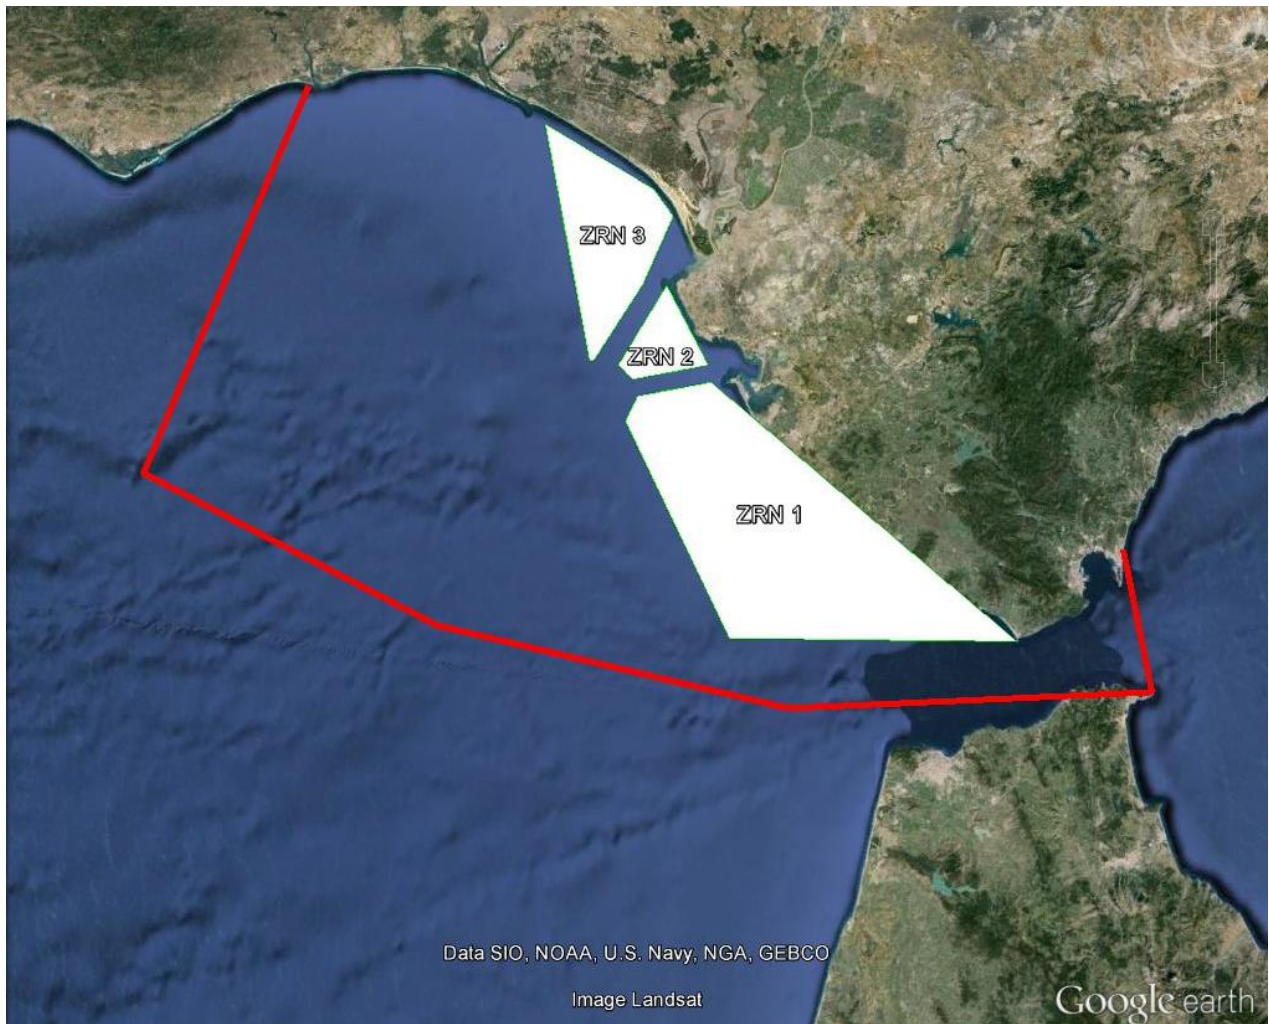 ZRN 3
ZRN 2
ZRN 1
Data SIO, NOAA, U.S. Navy, NGA, GEBCO
Image Landsat
Google earth